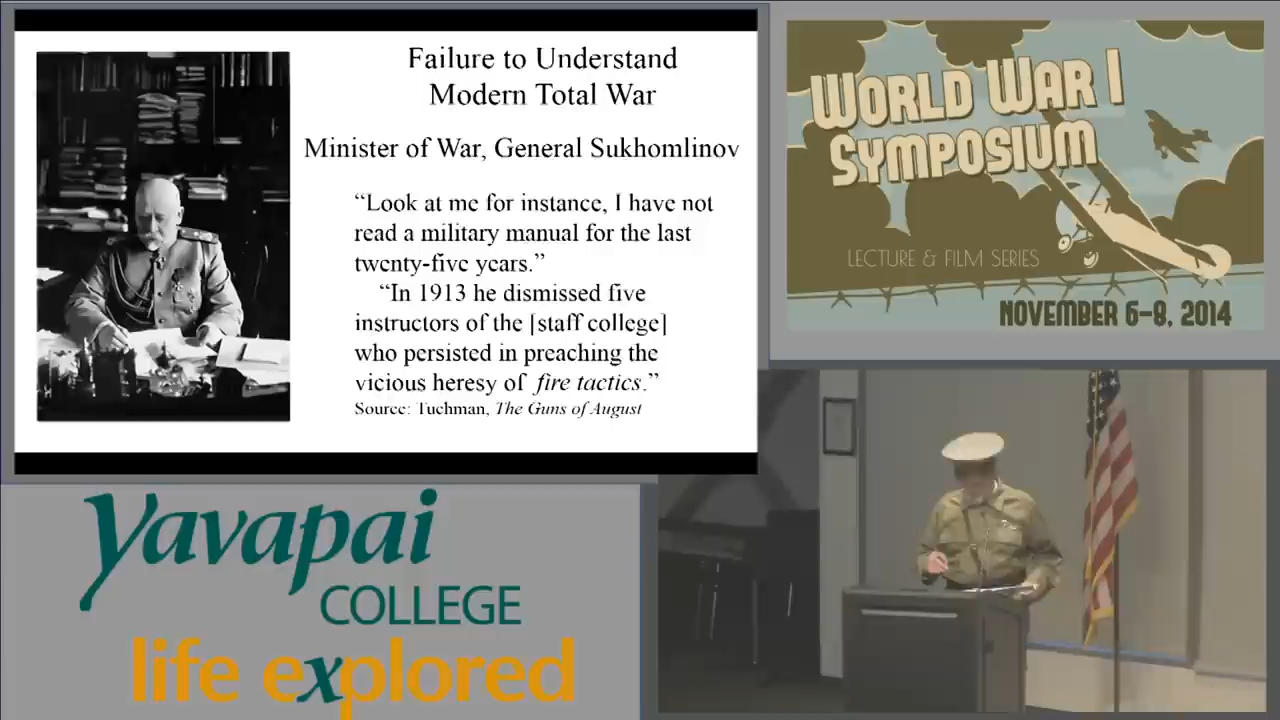 Failure to Understand
Modern Total War
Minister of War, General Sukhomlinov
“Look at me for instance, I have not
read a military manual for the last
twenty-five years.”
“In 1913 he dismissed five
instructors of the [staff college]
who persisted in preaching the
vicious heresy of fire tactics.”
Source: Tuchman, The Guns of August
WORLD WAR I
SYMPOSIUM
LECTURE & FILM SERIES
NOVEMBER 6-8, 2014
Yavapai
COLLEGE
life explored